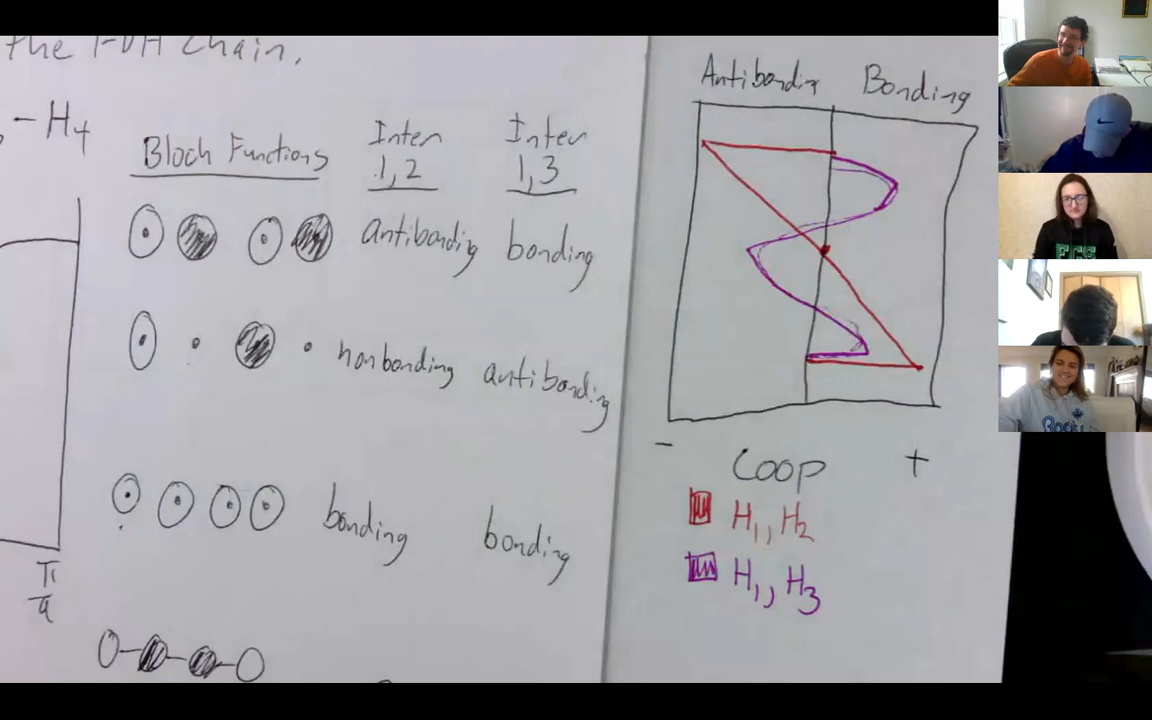 the chain,
- H4
Bloch Functions
Inter 1,2
Inter 1,3
antibonding bonding
nonbonding antibonding
bonding bonding
π
a
Antibonding Bonding
- +
COOP
H1, H2
H1, H3